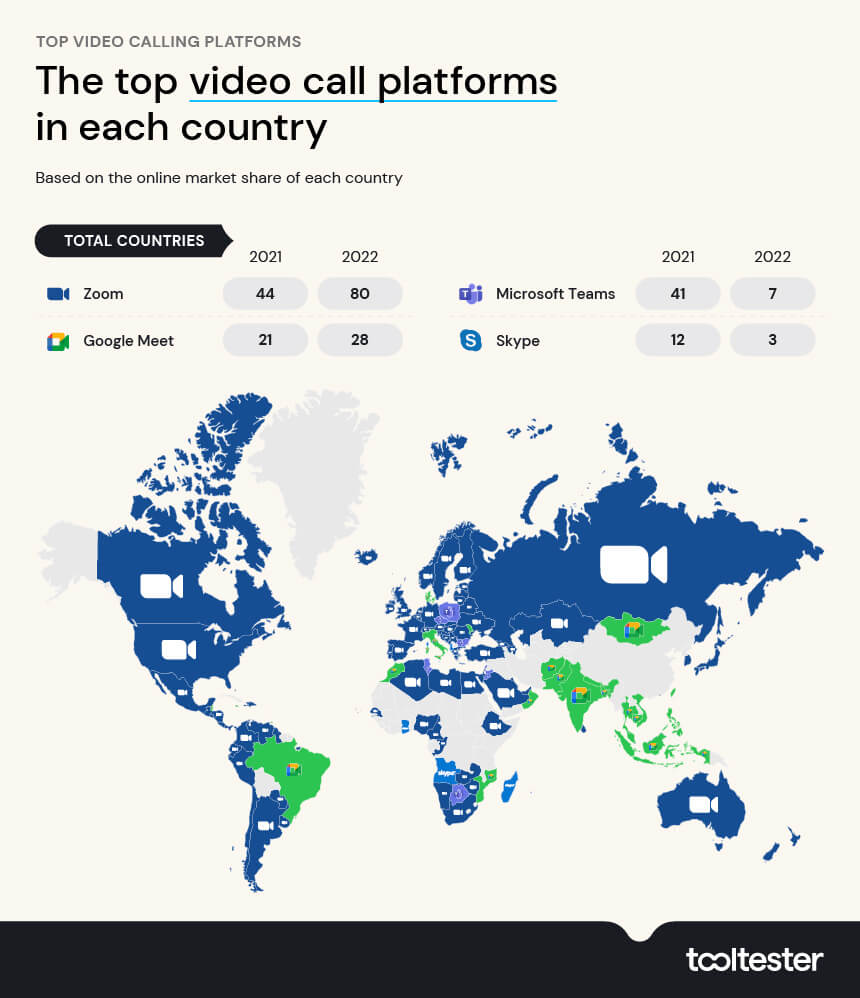 TOP VIDEO CALLING PLATFORMS
The top video call platforms
in each country
Based on the online market share of each country
TOTAL COUNTRIES
2021 2022
Zoom 44 80
Google Meet 21 28
2021 2022
Microsoft Teams 41 7
Skype 12 3
skype
tooltester